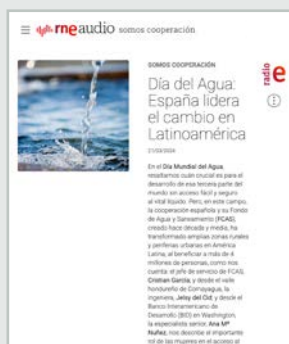 rne audio somos cooperación
SOMOS COOPERACIÓN
Día del Agua:
España lidera
el cambio en
Latinoamérica
21/03/2024
radio
e
En el Día Mundial del Agua,
resaltamos cuán crucial es para el
desarrollo de esa tercera parte del
mundo sin acceso fácil y seguro
al vital líquido. Pero, en este campo,
la cooperación española y su Fondo
de Agua y Saneamiento (FCAS),
creado hace década y media, ha
transformado amplias zonas rurales
y periferias urbanas en América
Latina, al beneficiar a más de 4
millones de personas, como nos
cuenta: el jefe de servicio de FCAS,
Cristian García; y desde el valle
hondureño de Comayagua, la
ingeniera, Jelsy del Cid; y desde el
Banco Interamericano de
Desarrollo (BID) en Washington,
la especialista senior, Ana Mª
Nuñez, nos describe el importante
rol de las mujeres en el acceso al